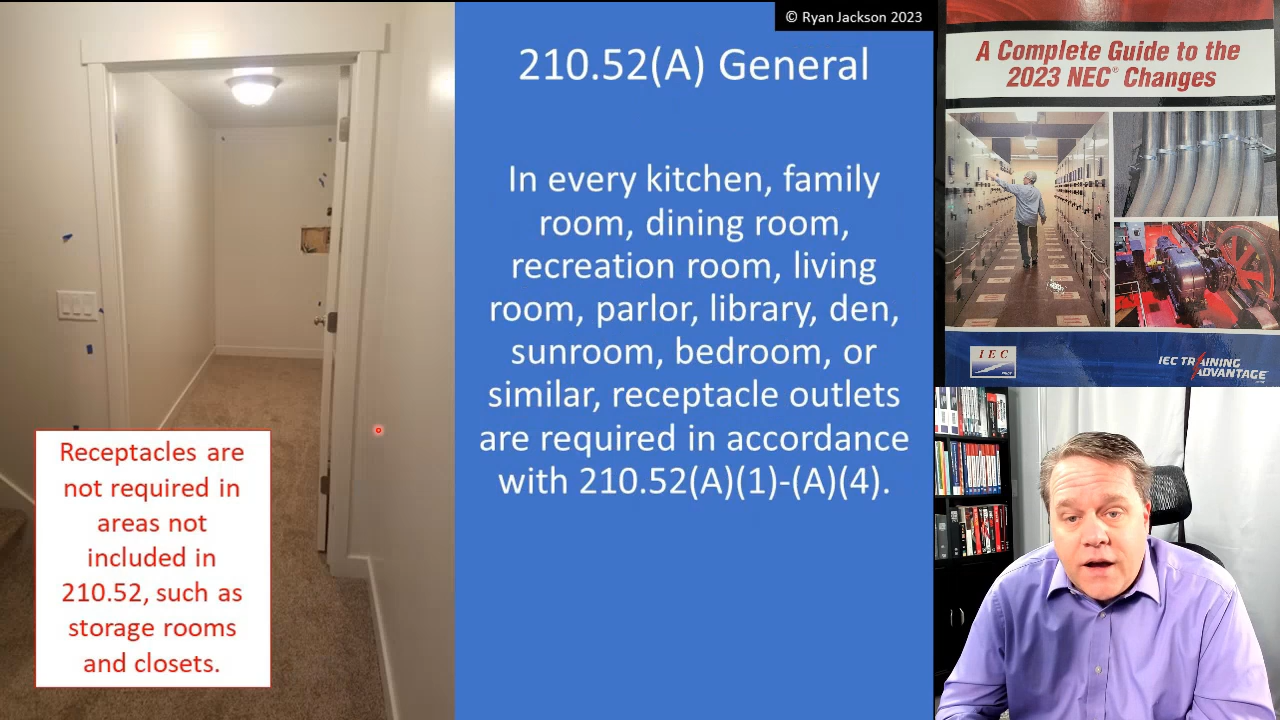 © Ryan Jackson 2023
210.52(A) General
In every kitchen, family
room, dining room,
recreation room, living
room, parlor, library, den,
sunroom, bedroom, or
similar, receptacle outlets
are required in accordance
with 210.52(A)(1)-(A)(4).
Receptacles are
not required in
areas not
included in
210.52, such as
storage rooms
and closets.
A Complete Guide to the
2023 NEC® Changes
IEC
IEC TRAINING
ADVANTAGE